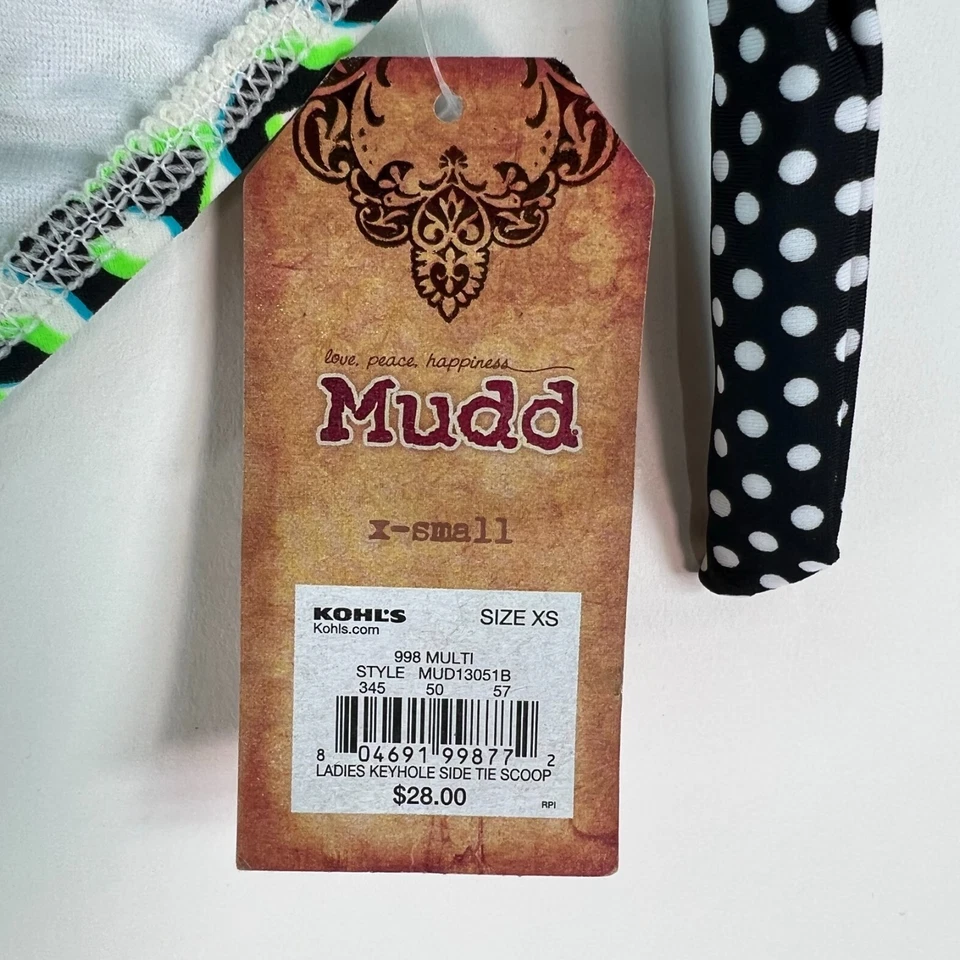 love, peace, happiness
Mudd
x-small
KOHL'S SIZE XS
Kohls.com
998 MULTI
STYLE MUD13051B
345 50 57
8 04691 99877 2
LADIES KEYHOLE SIDE TIE SCOOP
$28.00 RPI